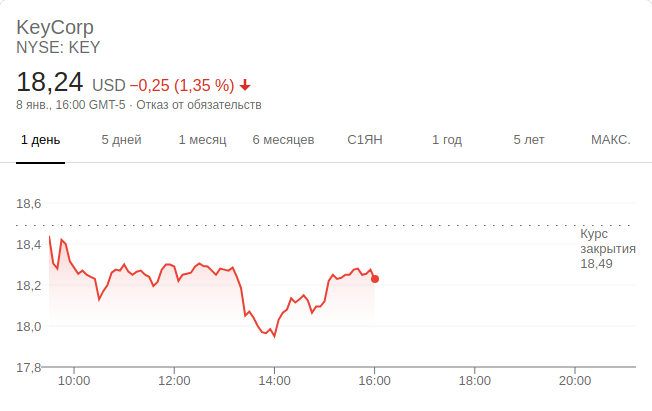 KeyCorp
NYSE: KEY
18,24 USD −0,25 (1,35 %)
8 янв., 16:00 GMT-5 · Отказ от обязательств
1 день 5 дней 1 месяц 6 месяцев С1ЯН 1 год 5 лет МАКС.
18,6
Курс
18,4
закрытия
18,49
18,2
18,0
17,8
10:00 12:00 14:00 16:00 18:00 20:00